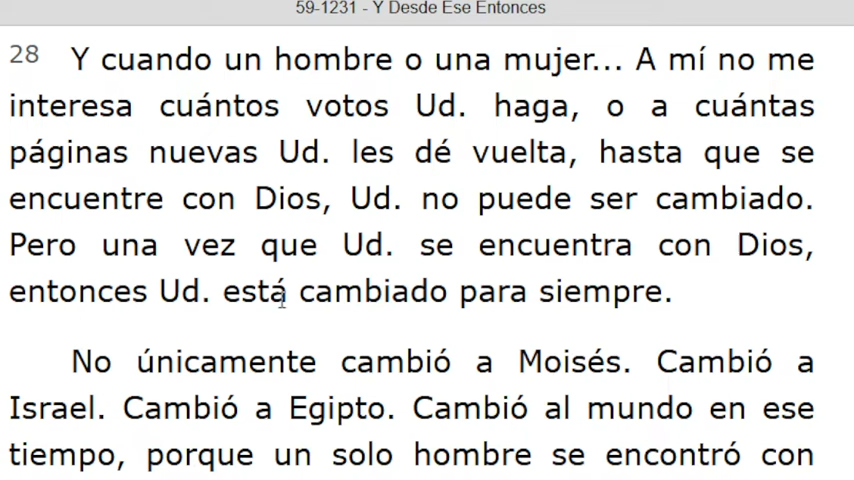 59-1231 - Y Desde Ese Entonces
28 Y cuando un hombre o una mujer... A mí no me
interesa cuántos votos Ud. haga, o a cuántas
páginas nuevas Ud. les dé vuelta, hasta que se
encuentre con Dios, Ud. no puede ser cambiado.
Pero una vez que Ud. se encuentra con Dios,
entonces Ud. está cambiado para siempre.
No únicamente cambió a Moisés. Cambió a
Israel. Cambió a Egipto. Cambió al mundo en ese
tiempo, porque un solo hombre se encontró con